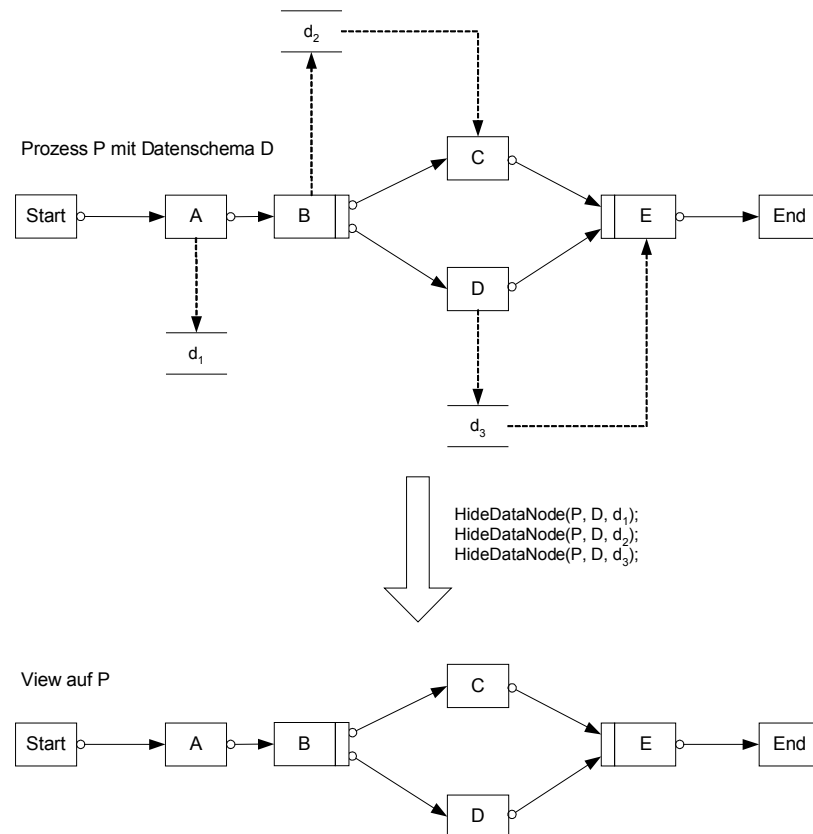 d₂
Prozess P mit Datenschema D
C
Start
A
B
E
End
D
d₁
d₃
HideDataNode(P, D, d₁);
HideDataNode(P, D, d₂);
HideDataNode(P, D, d₃);
View auf P
C
Start
A
B
E
End
D